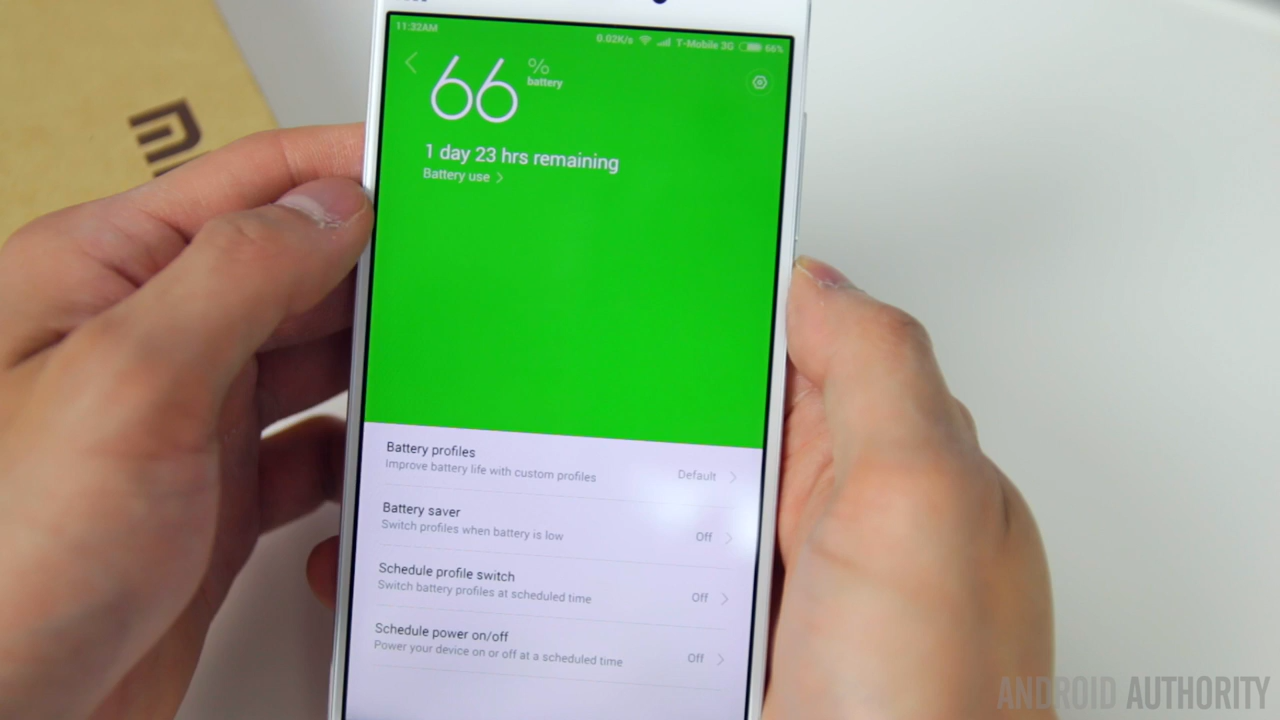 11:32AM
0.02K/s T-Mobile 3G 66%
66 %
battery
1 day 23 hrs remaining
Battery use >
Battery profiles
Improve battery life with custom profiles
Default >
Battery saver
Switch profiles when battery is low
Off >
Schedule profile switch
Switch battery profiles at scheduled time
Off >
Schedule power on/off
Power your device on or off at a scheduled time
Off >
ANDROID AUTHORITY